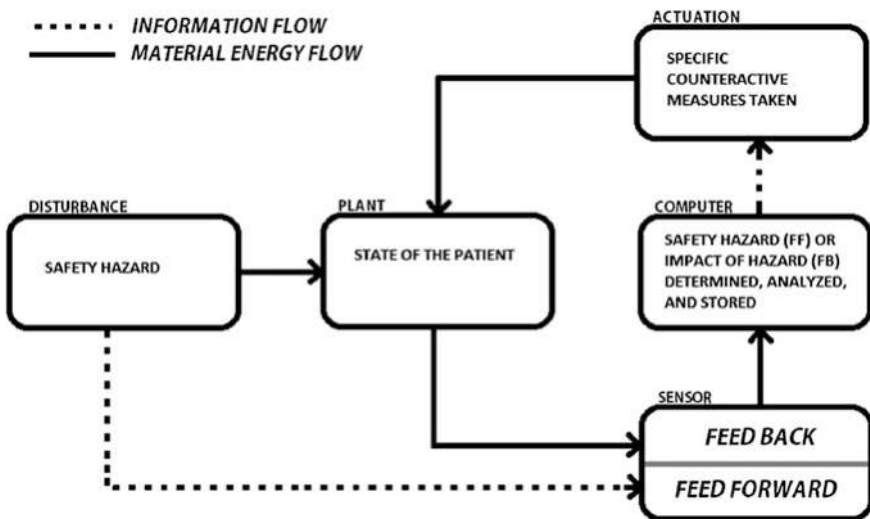 INFORMATION FLOW
MATERIAL ENERGY FLOW
ACTUATION
SPECIFIC
COUNTERACTIVE
MEASURES TAKEN
DISTURBANCE
SAFETY HAZARD
PLANT
STATE OF THE PATIENT
COMPUTER
SAFETY HAZARD (FF) OR
IMPACT OF HAZARD (FB)
DETERMINED, ANALYZED,
AND STORED
SENSOR
FEED BACK
FEED FORWARD